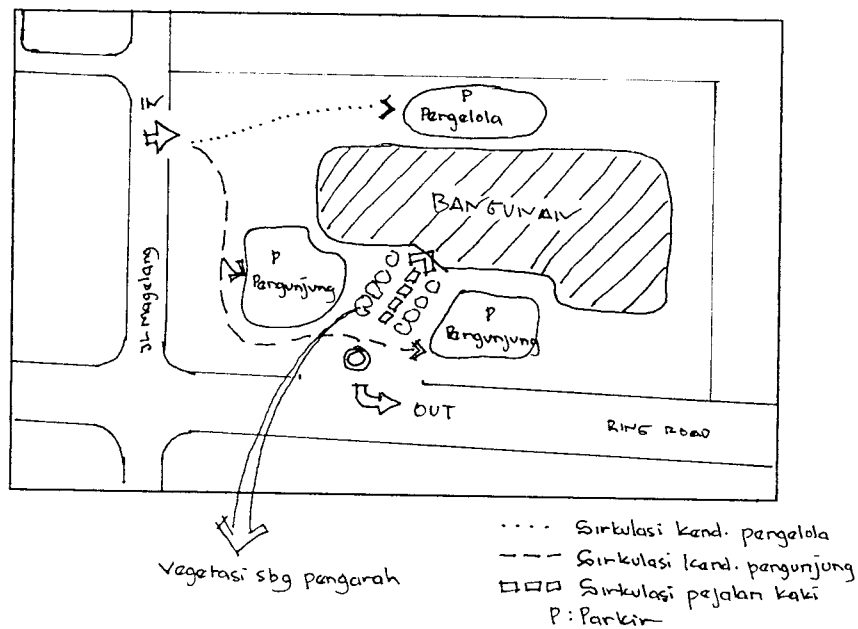 P
Pengelola
IN
BANGUNAN
P
Pengunjung
JL Magelang
P
Pengunjung
OUT
RING ROAD
Vegetasi sbg pengarah
.... Sirkulasi kend. pengelola
--- Sirkulasi kend. pengunjung
Sirkulasi pejalan kaki
P : Parkir